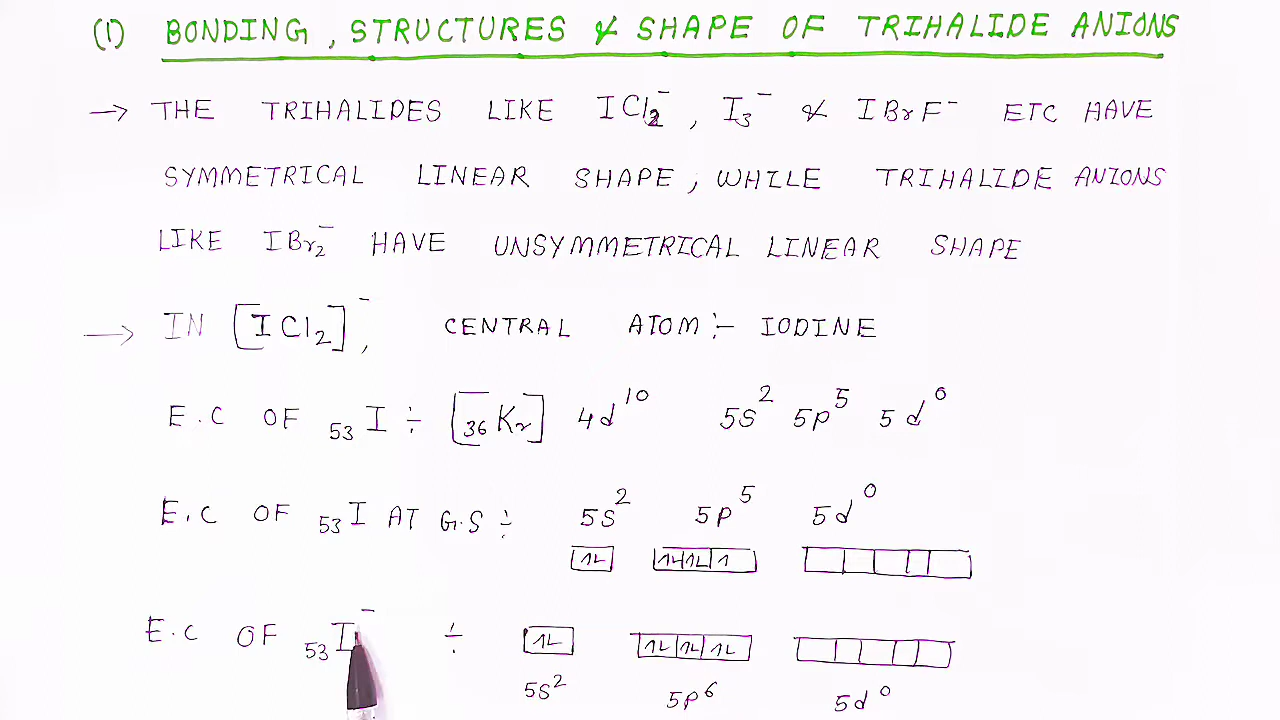 (1) BONDING, STRUCTURES & SHAPE OF TRIHALIDE ANIONS
→ THE TRIHALIDES LIKE ICl₂⁻, I₃⁻ & IBrF⁻ ETC HAVE
SYMMETRICAL LINEAR SHAPE, WHILE TRIHALIDE ANIONS
LIKE IBr₂⁻ HAVE UNSYMMETRICAL LINEAR SHAPE
→ IN [ICl₂]⁻, CENTRAL ATOM :- IODINE
E.C OF ₅₃I ÷ [₃₆Kr] 4d¹⁰ 5s² 5p⁵ 5d⁰
E.C OF ₅₃I AT G.S ÷ 5s² 5p⁵ 5d⁰
⥮ ⥮ ⥮ 1
E.C OF ₅₃I⁻ ÷ ⥮ ⥮ ⥮ ⥮
5s² 5p⁶ 5d⁰